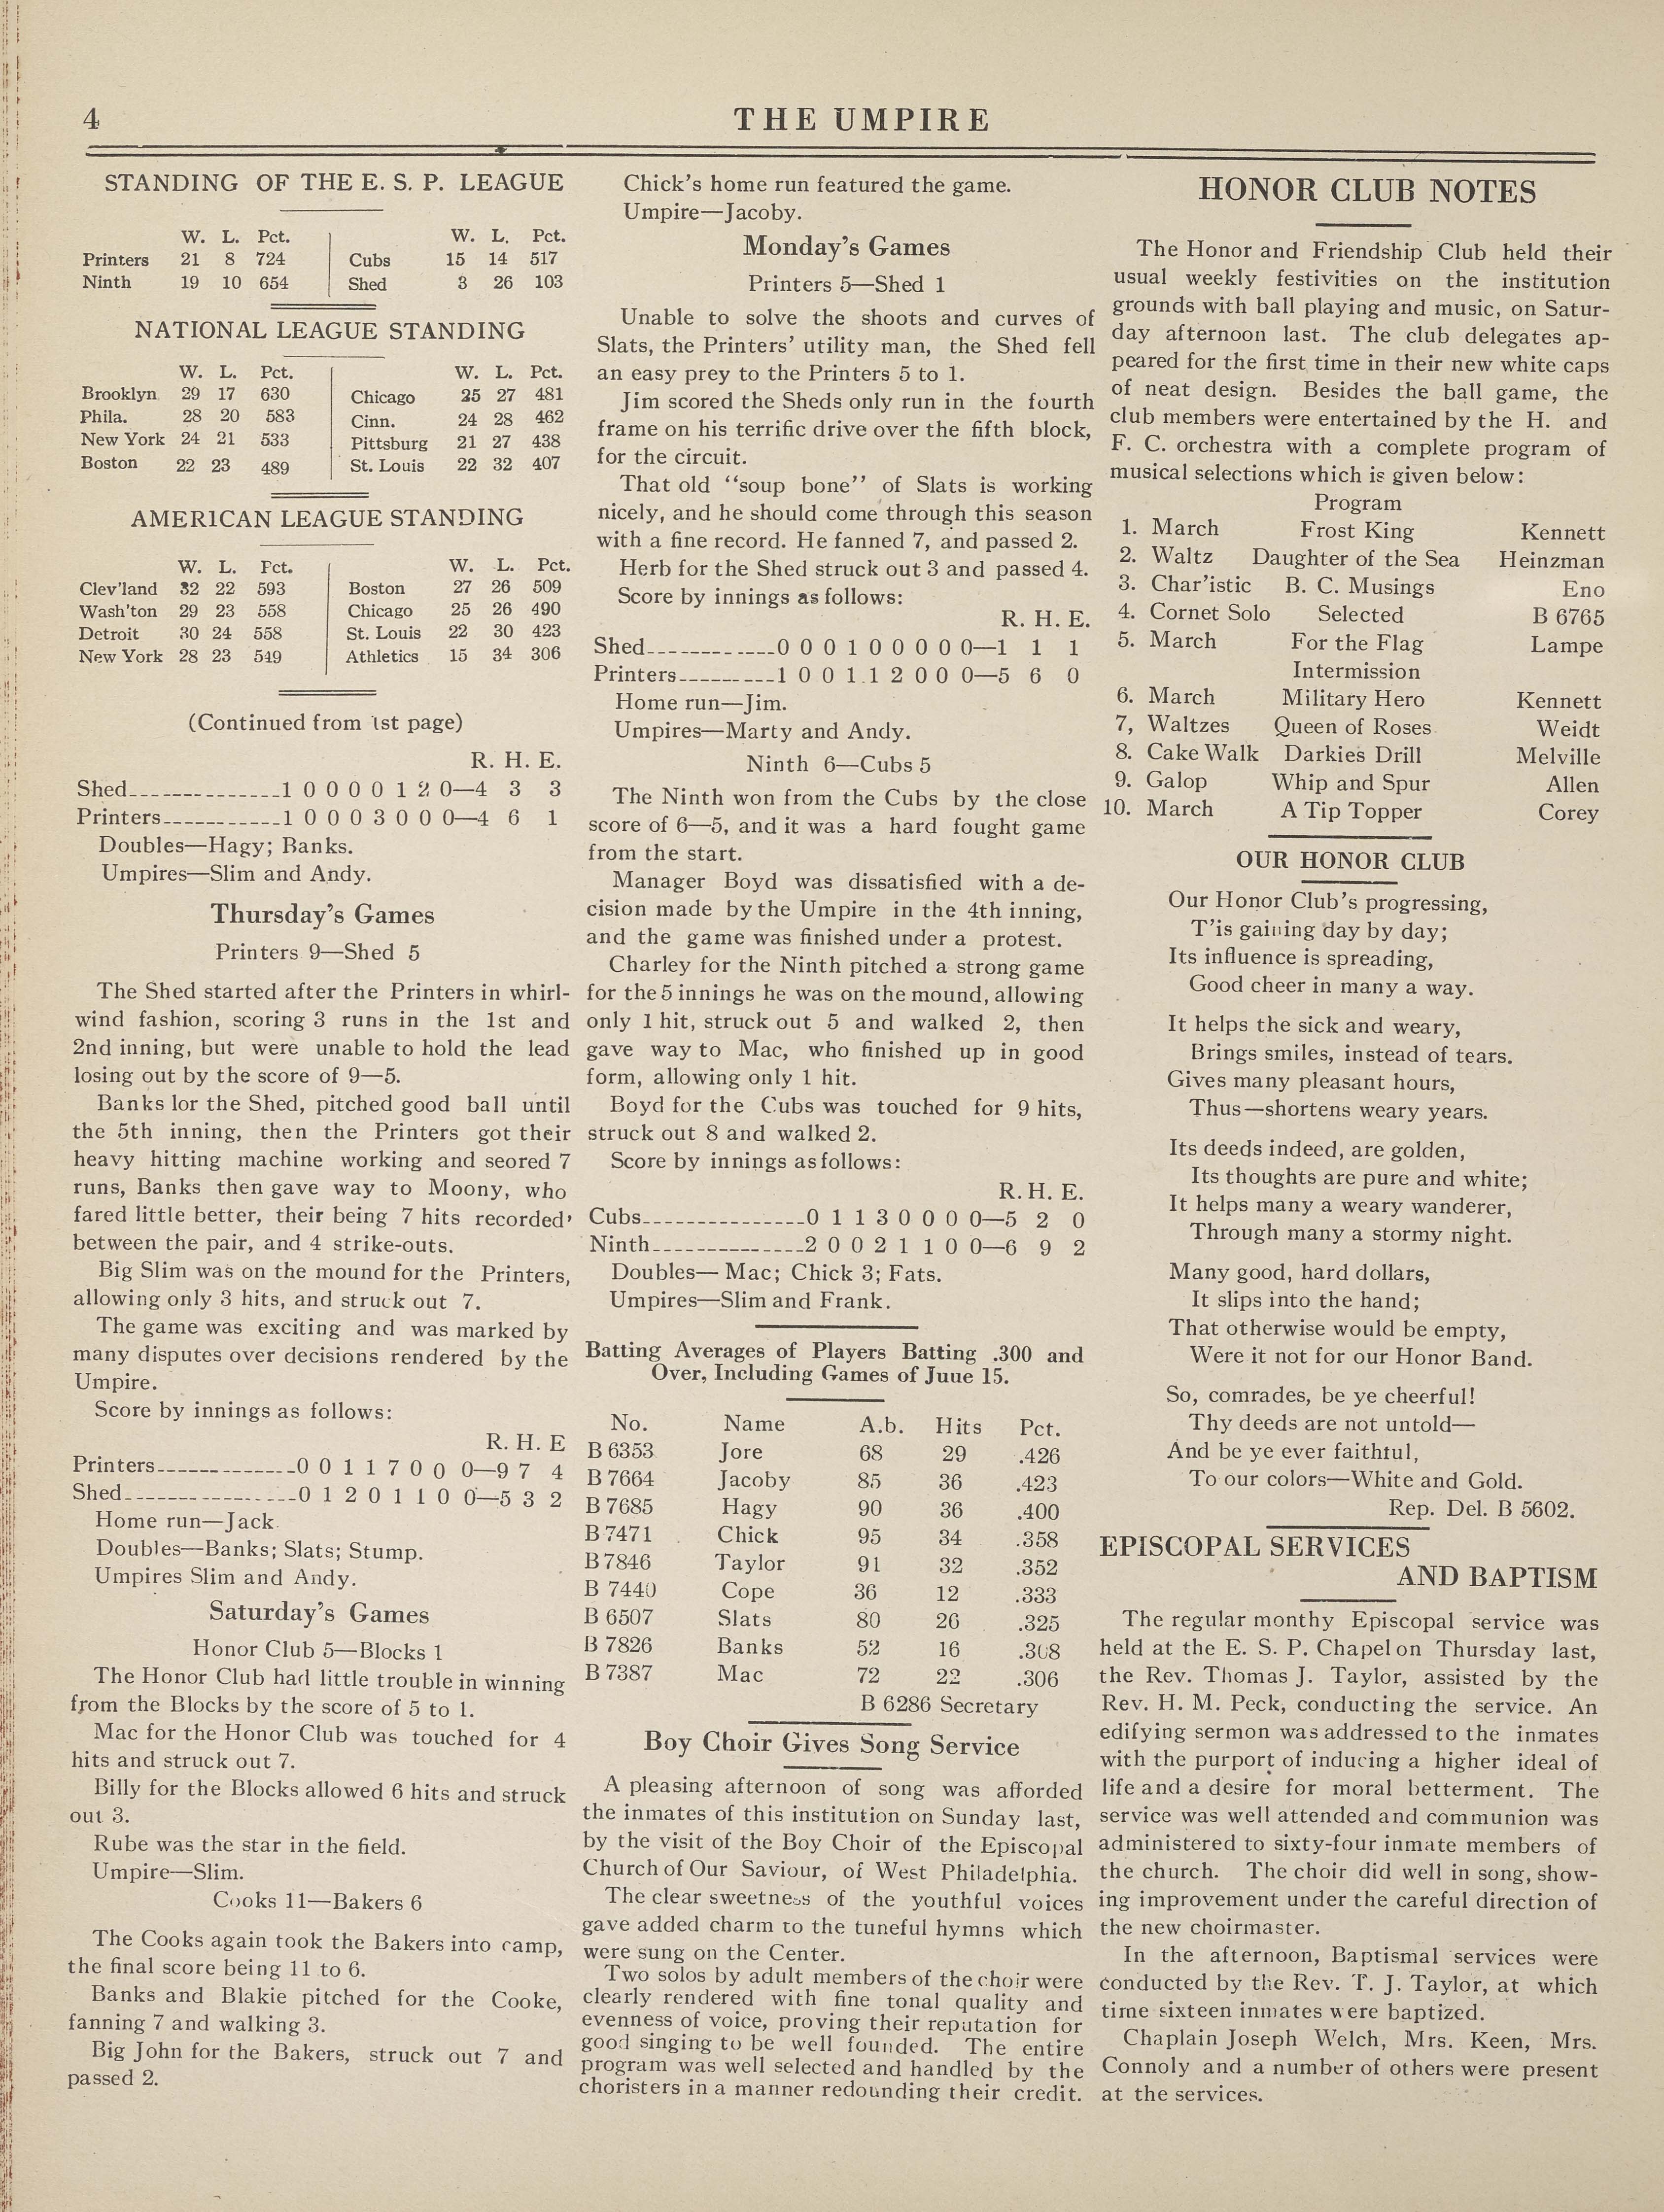 4
THE UMPIRE
STANDING OF THE E. S. P. LEAGUE
W. L. Pct. W. L. Pct.
Printers 21 8 724 Cubs 15 14 517
Ninth 19 10 654 Shed 3 26 103
NATIONAL LEAGUE STANDING
W. L. Pct. W. L. Pct.
Brooklyn 29 17 630 Chicago 25 27 481
Phila. 28 20 583 Cinn. 24 28 462
New York 24 21 533 Pittsburg 21 27 438
Boston 22 23 489 St. Louis 22 32 407
AMER1CAN LEAGUE STANDING
W. L. Fct. W. L. Pct.
Clev'land 32 22 593 Boston 27 26 509
Wash'ton 29 23 558 Chicago 25 26 490
Detroit 30 24 558 St. Louis 22 30 423
New York 28 23 549 Athletics 15 34 306
(Continued from 1st page)
R. H. E.
Shed--------------1 0 0 0 0 1 2 0—4 3 3
Printers-----------1 0 0 0 3 0 0 0—4 6 1
Doubles—Hagy; Banks.
Umpires—Slim and Andy.
Thursday's Games
Printers 9—Shed 5
The Shed started after the Printers in whirl-
wind fashion, scoring 3 runs in the 1st and
2nd inning, but were unable to hold the lead
losing out by the score of 9—5.
Banks lor the Shed, pitched good ball until
the 5th inning, then the Printers got their
heavy hitting machine working and seored 7
runs, Banks then gave way to Moony, who
fared little better, their being 7 hits recorded'
between the pair, and 4 strike-outs.
Big Slim was on the mound for the Printers,
allowing only 3 hits, and struck out 7.
The game was exciting and was marked by
many disputes over decisions rendered by the
Umpire.
Score by innings as follows:
R. H. E
Printers-------------0 0 1 1 7 0 0 0—9 7 4
Shed------------------0 1 2 0 1 1 0 0—5 3 2
Home run—Jack
Doubles—Banks; Slats; Stump.
Umpires Slim and Andy.
Saturday's Games
Honor Club 5—Blocks 1
The Honor Club had little trouble in winning
from the Blocks by the score of 5 to 1.
Mac for the Honor Club was touched for 4
hits and struck out 7.
Billy for the Blocks allowed 6 hits and struck
out 3.
Rube was the star in the field.
Umpire—Slim.
Cooks 11—Bakers 6
The Cooks again took the Bakers into camp,
the final score being 11 to 6.
Banks and Blakie pitched for the Cooke,
fanning 7 and walking 3.
Big John for the Bakers, struck out 7 and
passed 2.
Chick's home run featured the game.
Umpire—Jacoby.
Monday's Games
Printers 5—Shed 1
Unable to solve the shoots and curves of
Slats, the Printers' utility man, the Shed fell
an easy prey to the Printers 5 to 1.
Jim scored the Sheds only run in the fourth
frame on his terrific drive over the fifth block,
for the circuit.
That old "soup bone" of Slats is working
nicely, and he should come through this season
with a fine record. He fanned 7, and passed 2.
Herb for the Shed struck out 3 and passed 4.
Score by innings as follows:
R. H. E.
Shed------------0 0 0 1 0 0 0 0 0—1 1 1
Printers---------1 0 0 1 1 2 0 0 0—5 6 0
Home run—Jim.
Umpires—Marty and Andy.
Ninth 6—Cubs 5
The Ninth won from the Cubs by the close
score of 6—5, and it was a hard fought game
from the start.
Manager Boyd was dissatisfied with a de-
cision made by the Umpire in the 4th inning,
and the game was finished under a protest.
Charley for the Ninth pitched a strong game
for the 5 innings he was on the mound, allowing
only 1 hit, struck out 5 and walked 2, then
gave way to Mac, who finished up in good
form, allowing only 1 hit.
Boyd for the Cubs was touched for 9 hits,
struck out 8 and walked 2.
Score by innings as follows:
R. H. E.
Cubs---------------0 1 1 3 0 0 0 0—5 2 0
Ninth--------------2 0 0 2 1 1 0 0—6 9 2
Doubles— Mac; Chick 3; Fats.
Umpires—Slim and Frank.
Batting Averages of Players Batting .300 and
Over, Including Games of Juue 15.
No. Name A.b. Hits Pct.
B 6353 Jore 68 29 .426
B 7664 Jacoby 85 36 .423
B 7685 Hagy 90 36 .400
B 7471 Chick 95 34 .358
B 7846 Taylor 91 32 .352
B 7440 Cope 36 12 .333
B 6507 Slats 80 26 .325
B 7826 Banks 52 16 .308
B 7387 Mac 72 22 .306
B 6286 Secretary
Boy Choir Gives Song Service
A pleasing afternoon of song was afforded
the inmates of this institution on Sunday last,
by the visit of the Boy Choir of the Episcopal
Church of Our Saviour, of West Philadelphia.
The clear sweetness of the youthful voices
gave added charm to the tuneful hymns which
were sung on the Center.
Two solos by adult members of the choir were
clearly rendered with fine tonal quality and
evenness of voice, proving their reputation for
good singing to be well founded. The entire
program was well selected and handled by the
choristers in a manner redounding their credit.
HONOR CLUB NOTES
The Honor and Friendship Club held their
usual weekly festivities on the institution
grounds with ball playing and music, on Satur-
day afternoon last. The club delegates ap-
peared for the first time in their new white caps
of neat design. Besides the ball game, the
club members were entertained by the H. and
F. C. orchestra with a complete program of
musical selections which is given below:
Program
1. March Frost King Kennett
2. Waltz Daughter of the Sea Heinzman
3. Char'istic B. C. Musings Eno
4. Cornet Solo Selected B 6765
5. March For the Flag Lampe
Intermission
6. March Military Hero Kennett
7, Waltzes Queen of Roses Weidt
8. Cake Walk Darkies Drill Melville
9. Galop Whip and Spur Allen
10. March A Tip Topper Corey
OUR HONOR CLUB
Our Honor Club's progressing,
T'is gaining day by day;
Its influence is spreading,
Good cheer in many a way.
It helps the sick and weary,
Brings smiles, instead of tears.
Gives many pleasant hours,
Thus—shortens weary years.
Its deeds indeed, are golden,
Its thoughts are pure and white;
It helps many a weary wanderer,
Through many a stormy night.
Many good, hard dollars,
It slips into the hand;
That otherwise would be empty,
Were it not for our Honor Band.
So, comrades, be ye cheerful!
Thy deeds are not untold—
And be ye ever faithful,
To our colors—White and Gold.
Rep. Del. B 5602.
EPISCOPAL SERVICES
AND BAPTISM
The regular monthy Episcopal service was
held at the E. S. P. Chapel on Thursday last,
the Rev. Thomas J. Taylor, assisted by the
Rev. H. M. Peck, conducting the service. An
edifying sermon was addressed to the inmates
with the purport of inducing a higher ideal of
life and a desire for moral betterment. The
service was well attended and communion was
administered to sixty-four inmate members of
the church. The choir did well in song, show-
ing improvement under the careful direction of
the new choirmaster.
In the afternoon, Baptismal services were
conducted by the Rev. T. J. Taylor, at which
time sixteen inmates were baptized.
Chaplain Joseph Welch, Mrs. Keen, Mrs.
Connoly and a number of others were present
at the services.